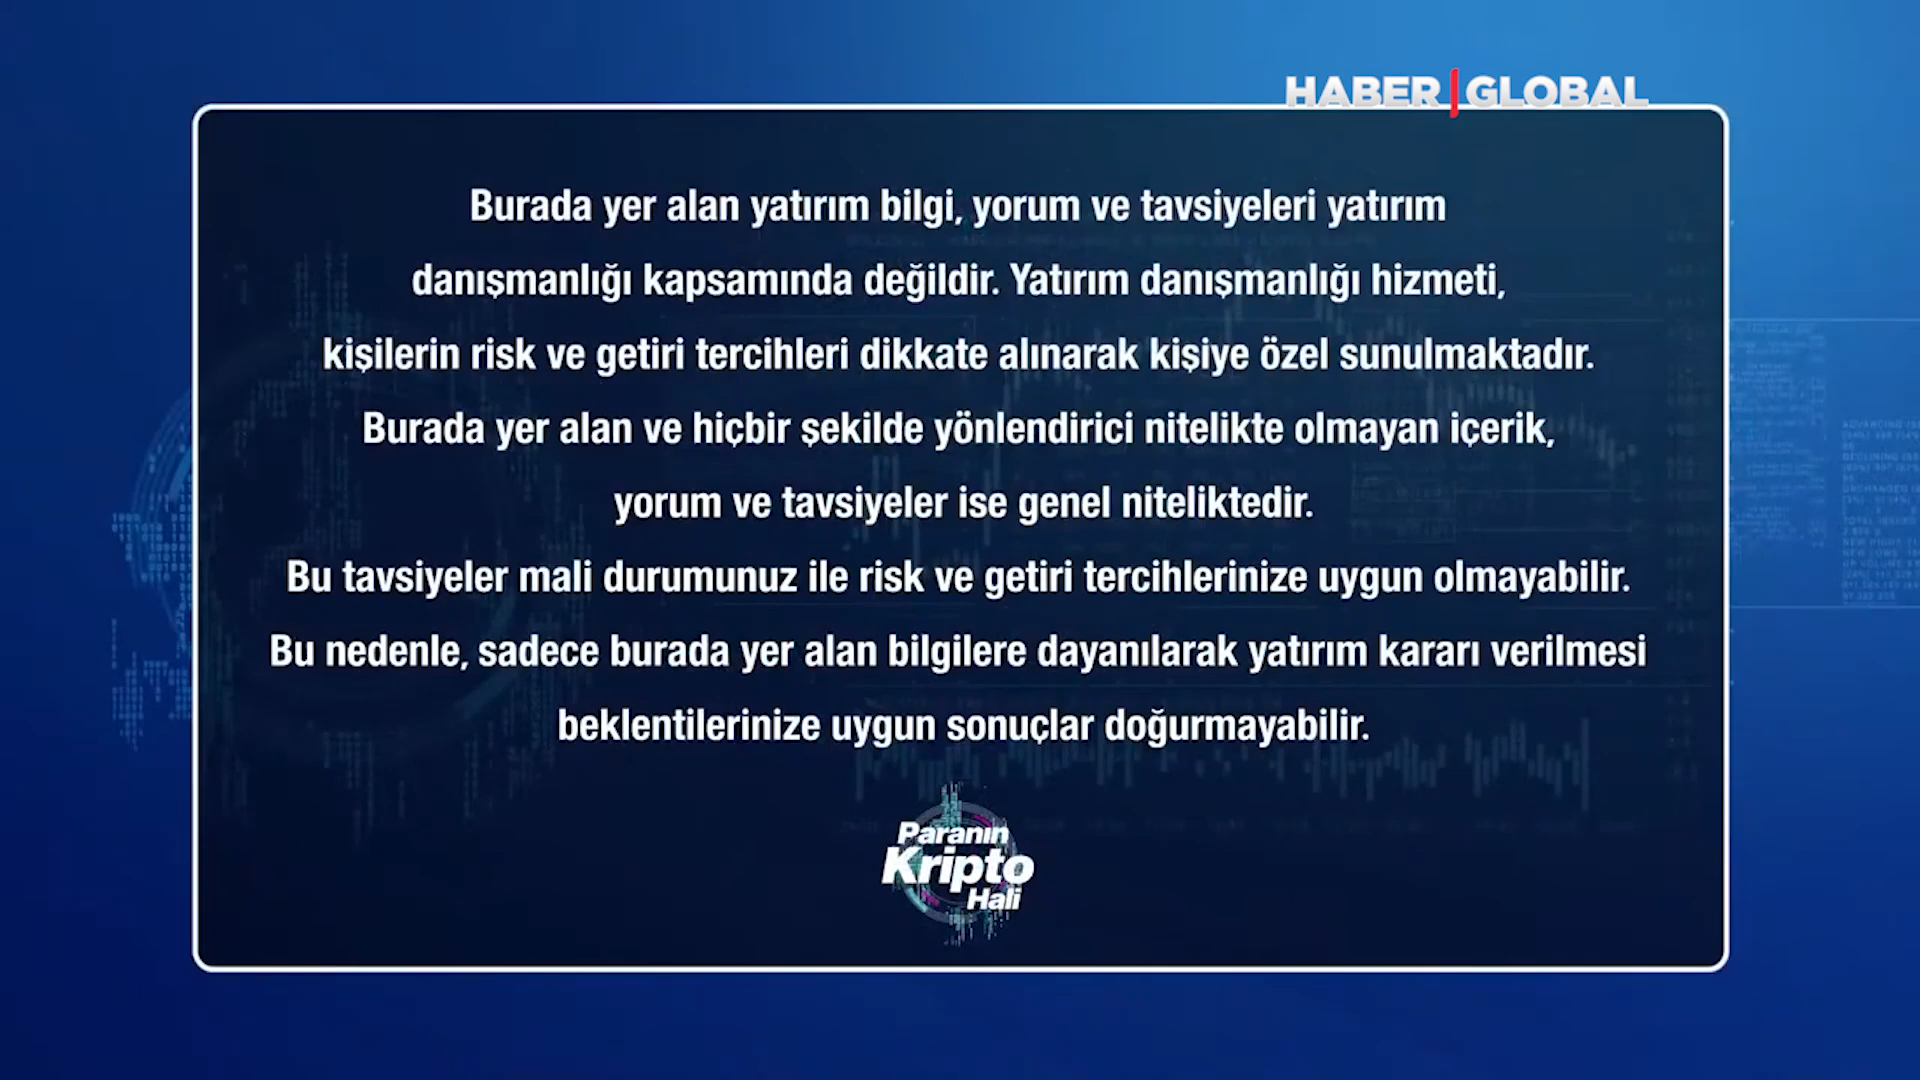 HABER GLOBAL
Burada yer alan yatırım bilgi, yorum ve tavsiyeleri yatırım
danışmanlığı kapsamında değildir. Yatırım danışmanlığı hizmeti,
kişilerin risk ve getiri tercihleri dikkate alınarak kişiye özel sunulmaktadır.
Burada yer alan ve hiçbir şekilde yönlendirici nitelikte olmayan içerik,
yorum ve tavsiyeler ise genel niteliktedir.
Bu tavsiyeler mali durumunuz ile risk ve getiri tercihlerinize uygun olmayabilir.
Bu nedenle, sadece burada yer alan bilgilere dayanılarak yatırım kararı verilmesi
beklentilerinize uygun sonuçlar doğurmayabilir.
Paranın
Kripto
Hali